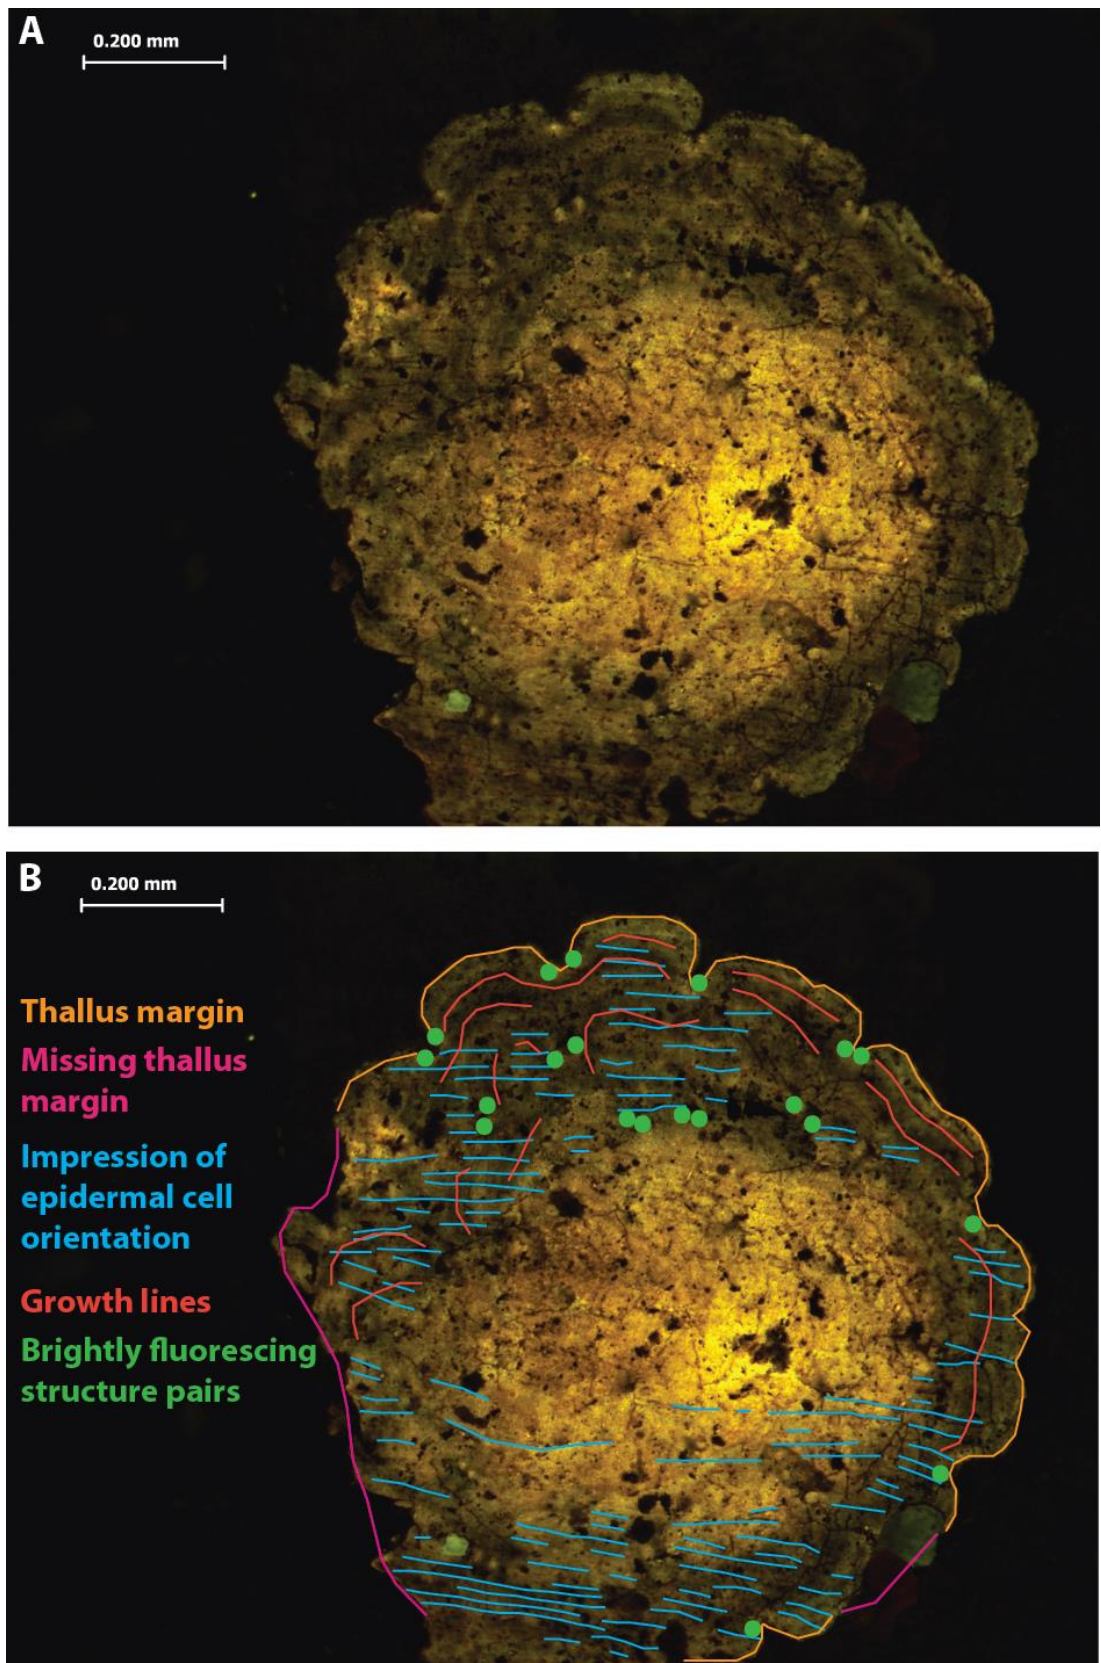 A
0.200 mm
B
0.200 mm
Thallus margin
Missing thallus
margin
Impression of
epidermal cell
orientation
Growth lines
Brightly fluorescing
structure pairs